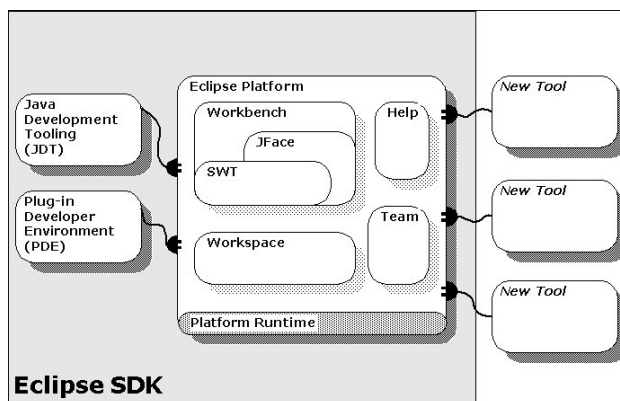 Eclipse Platform
Java
Development
Tooling
(JDT)
Plug-in
Developer
Environment
(PDE)
Workbench
JFace
SWT
Workspace
Help
Team
Platform Runtime
New Tool
New Tool
New Tool
Eclipse SDK